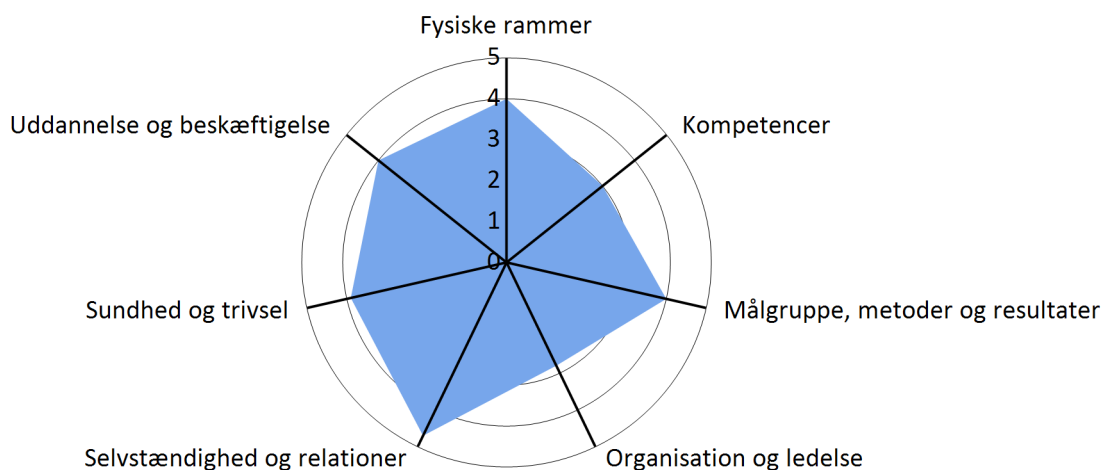 Fysiske rammer
5
4
3
2
1
0
Kompetencer
Målgruppe, metoder og resultater
Organisation og ledelse
Selvstændighed og relationer
Sundhed og trivsel
Uddannelse og beskæftigelse